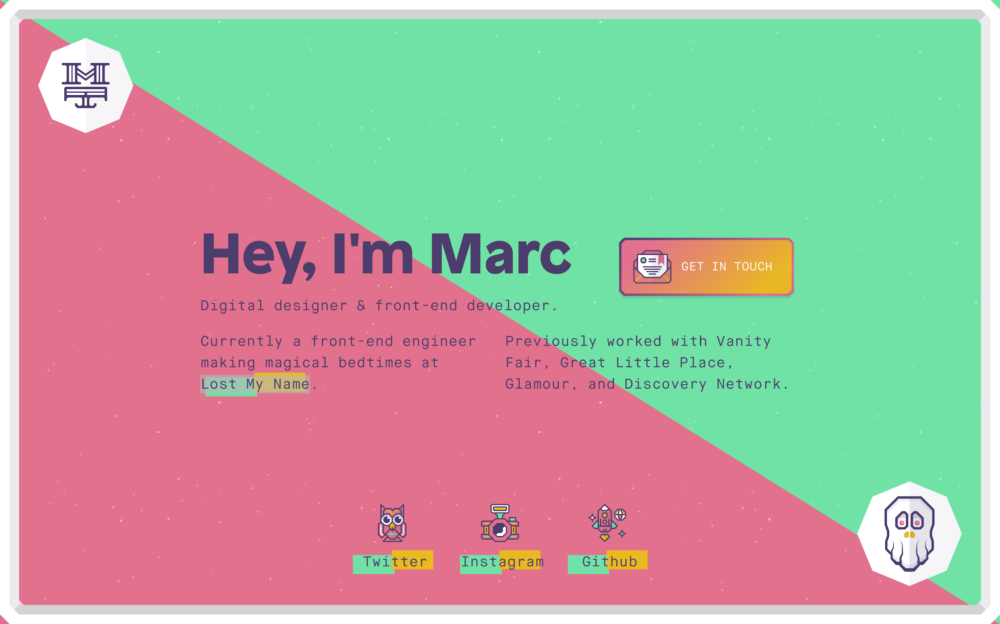 MT
Hey, I'm Marc
GET IN TOUCH
Digital designer & front-end developer.
Currently a front-end engineer
making magical bedtimes at
Lost My Name.
Previously worked with Vanity
Fair, Great Little Place,
Glamour, and Discovery Network.
Twitter
Instagram
Github